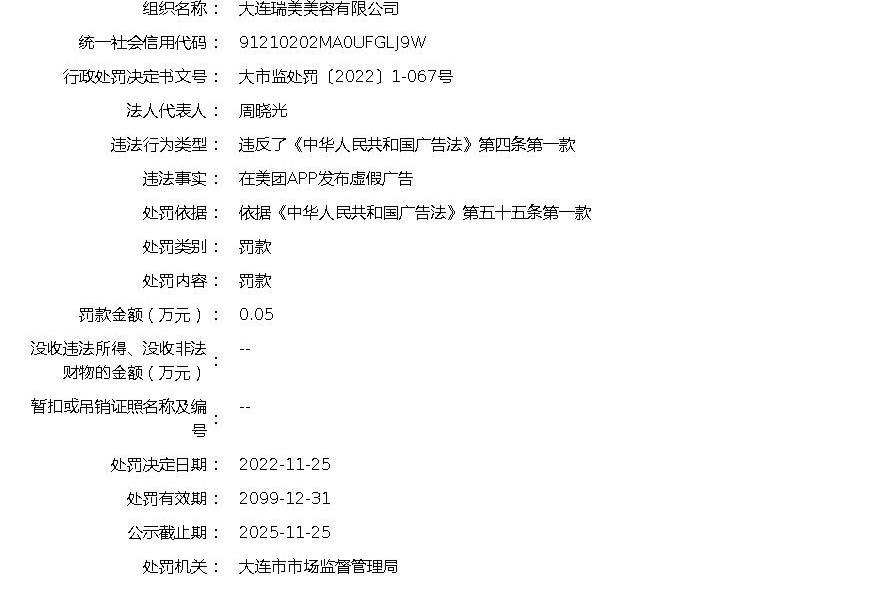 组织名称： 大连瑞美美容有限公司
统一社会信用代码： 91210202MA0UFGLJ9W
行政处罚决定书文号： 大市监处罚〔2022〕1-067号
法人代表人： 周晓光
违法行为类型： 违反了《中华人民共和国广告法》第四条第一款
违法事实： 在美团APP发布虚假广告
处罚依据： 依据《中华人民共和国广告法》第五十五条第一款
处罚类别： 罚款
处罚内容： 罚款
罚款金额（万元）： 0.05
没收违法所得、没收非法
财物的金额（万元）： --
暂扣或吊销证照名称及编
号： --
处罚决定日期： 2022-11-25
处罚有效期： 2099-12-31
公示截止期： 2025-11-25
处罚机关： 大连市市场监督管理局